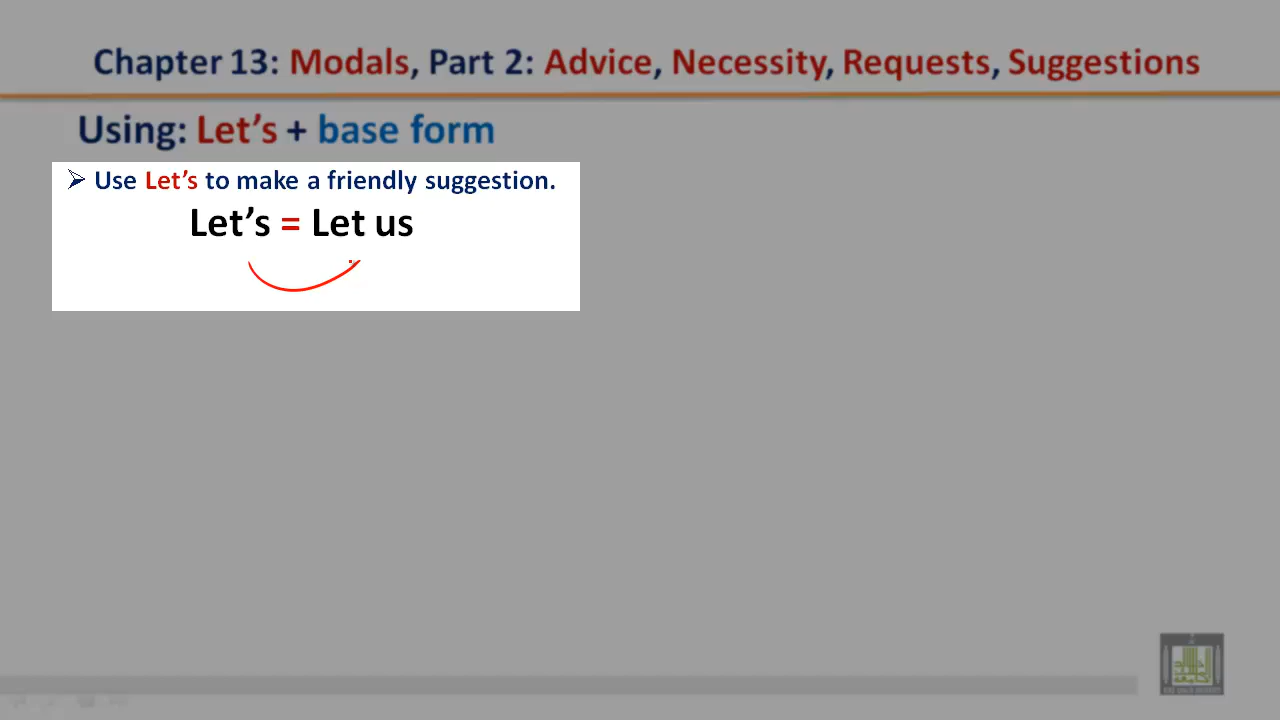 Chapter 13: Modals, Part 2: Advice, Necessity, Requests, Suggestions
Using: Let’s + base form
➢ Use Let’s to make a friendly suggestion.
Let’s = Let us